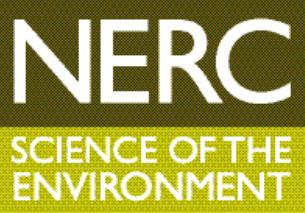 NERC
SCIENCE OF THE
ENVIRONMENT